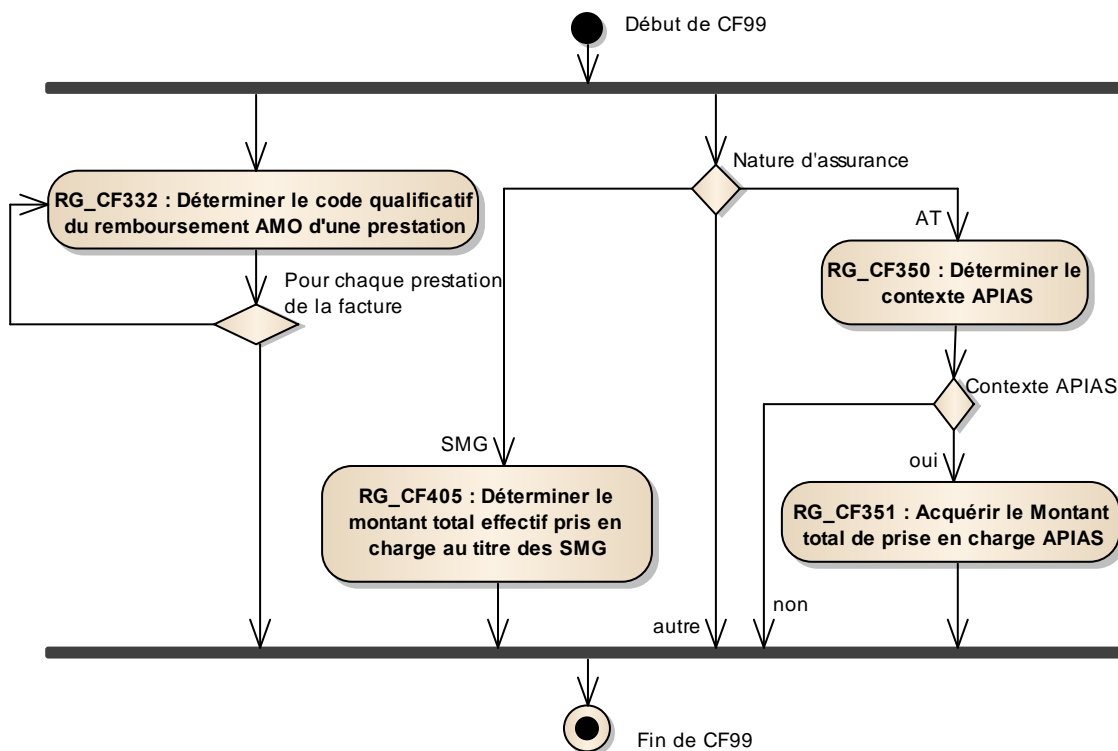 Début de CF99
Nature d'assurance
RG_CF332 : Déterminer le code qualificatif
du remboursement AMO d'une prestation
AT
RG_CF350 : Déterminer le
contexte APIAS
Pour chaque prestation
de la facture
Contexte APIAS
SMG
oui
RG_CF405 : Déterminer le
montant total effectif pris en
charge au titre des SMG
RG_CF351 : Acquérir le Montant
total de prise en charge APIAS
autre
non
Fin de CF99